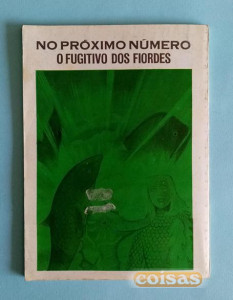 NO PRÓXIMO NÚMERO
O FUGITIVO DOS FIORDES
coisas